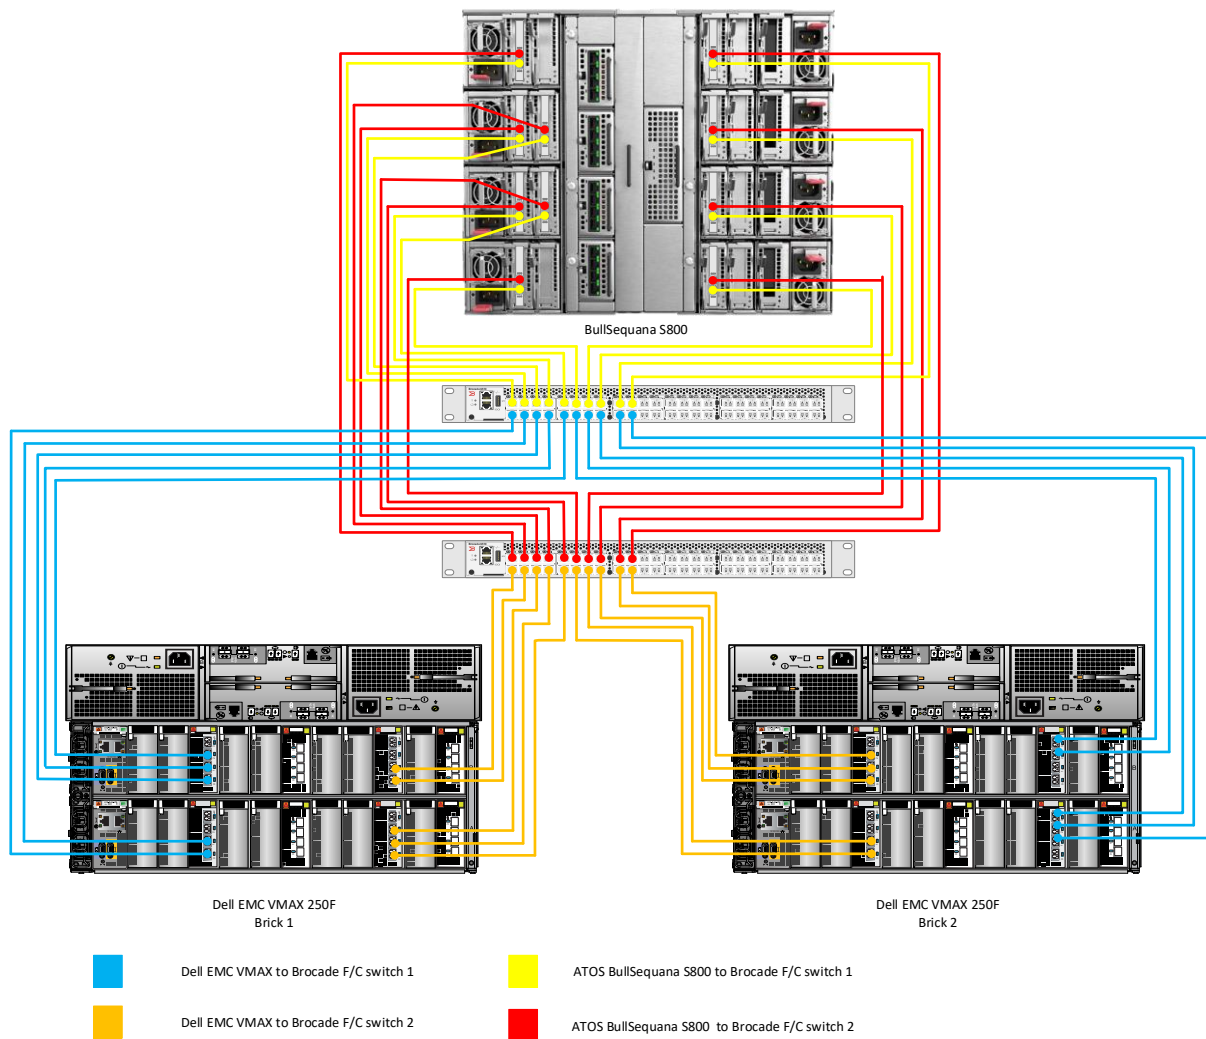 BullSequana S800
Dell EMC VMAX 250F
Brick 1
Dell EMC VMAX 250F
Brick 2
Dell EMC VMAX to Brocade F/C switch 1
ATOS BullSequana S800 to Brocade F/C switch 1
Dell EMC VMAX to Brocade F/C switch 2
ATOS BullSequana S800  to Brocade F/C switch 2